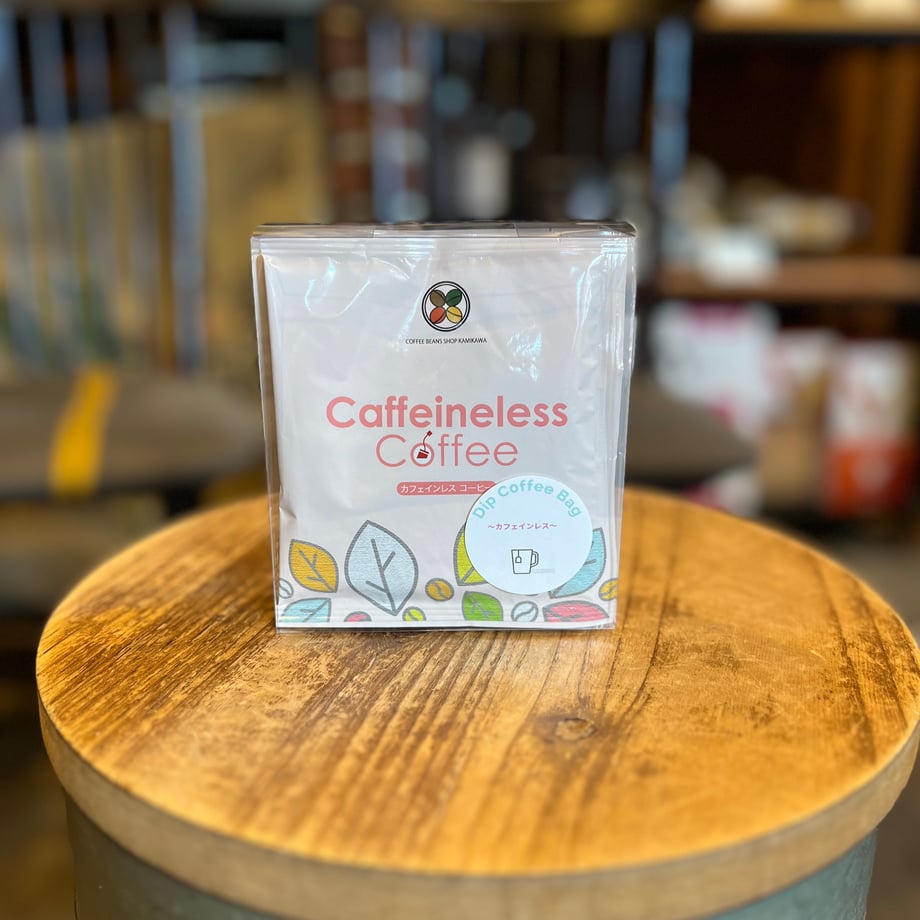 COFFEE BEANS SHOP KAMIKAWA
Caffeineless
Coffee
カフェインレス コーヒー
Dip Coffee Bag
～カフェインレス～